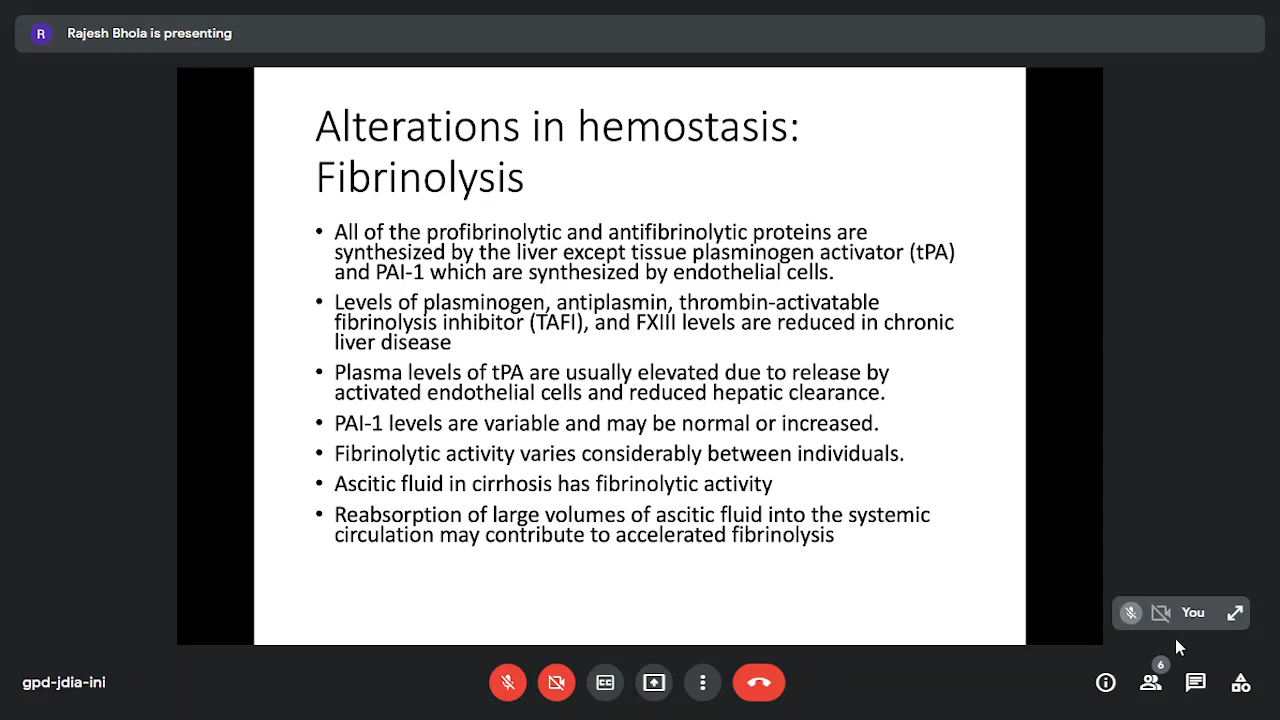 R
Rajesh Bhola is presenting
Alterations in hemostasis:
Fibrinolysis
• All of the profibrinolytic and antifibrinolytic proteins are
synthesized by the liver except tissue plasminogen activator (tPA)
and PAI-1 which are synthesized by endothelial cells.
• Levels of plasminogen, antiplasmin, thrombin-activatable
fibrinolysis inhibitor (TAFI), and FXIII levels are reduced in chronic
liver disease
• Plasma levels of tPA are usually elevated due to release by
activated endothelial cells and reduced hepatic clearance.
• PAI-1 levels are variable and may be normal or increased.
• Fibrinolytic activity varies considerably between individuals.
• Ascitic fluid in cirrhosis has fibrinolytic activity
• Reabsorption of large volumes of ascitic fluid into the systemic
circulation may contribute to accelerated fibrinolysis
You
gpd-jdia-ini
CC
6